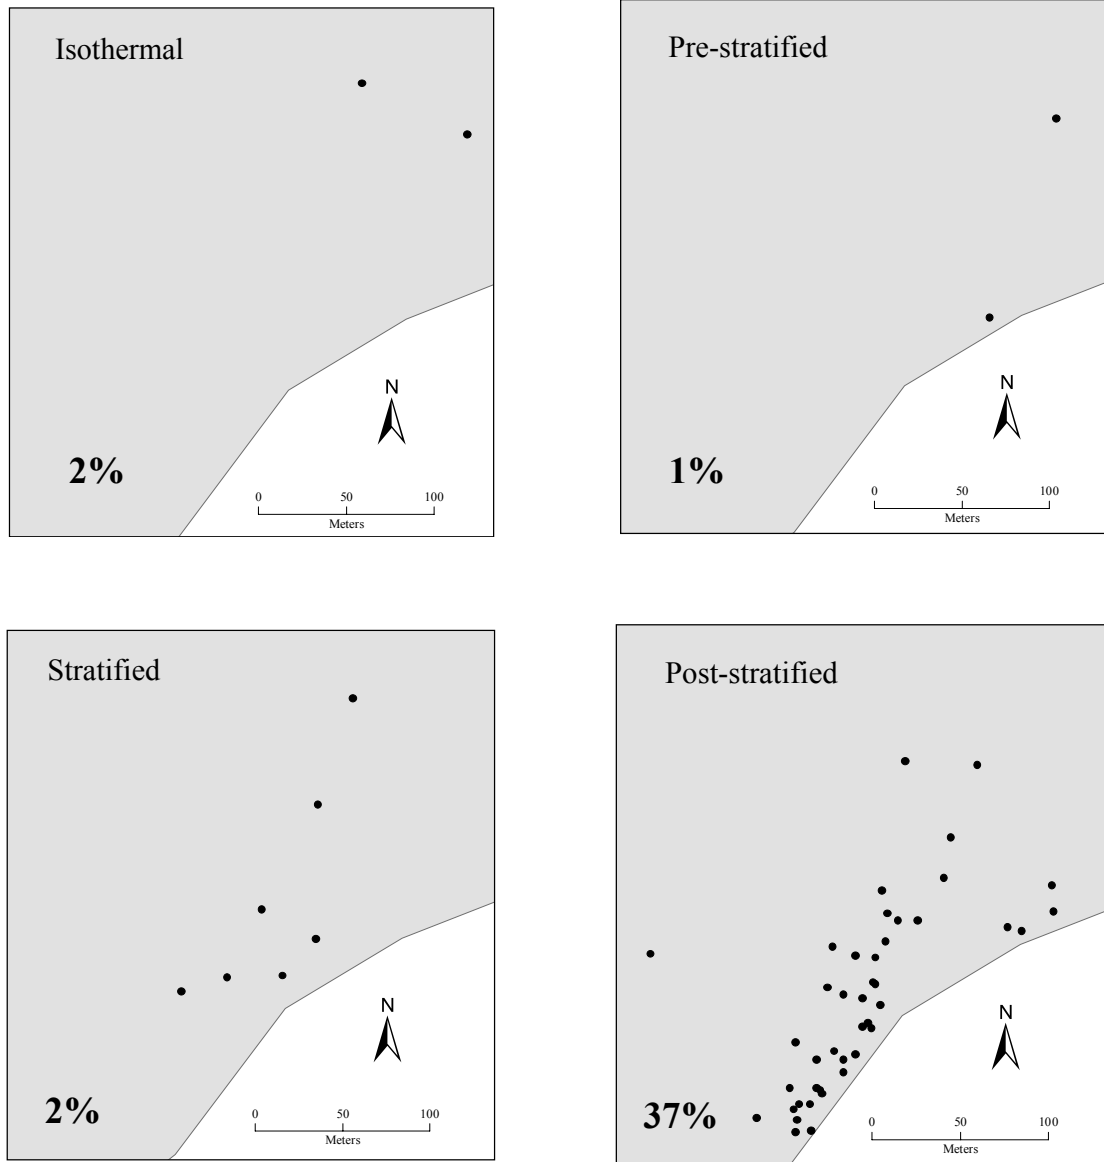 Isothermal
N
2%
0 50 100
Meters
Pre-stratified
N
1%
0 50 100
Meters
Stratified
N
2%
0 50 100
Meters
Post-stratified
N
37%
0 50 100
Meters